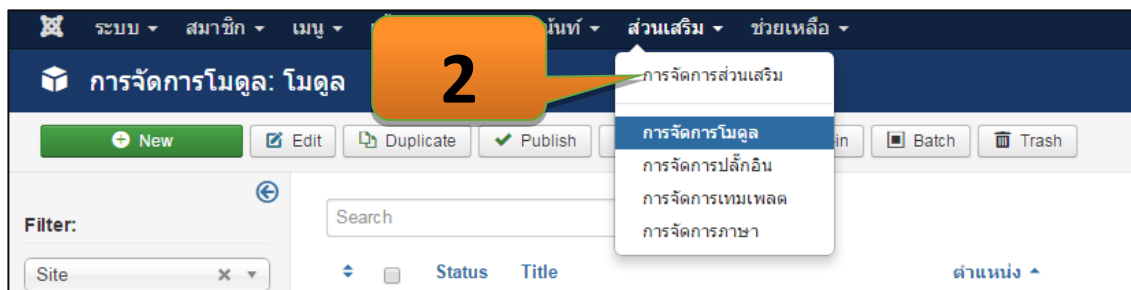 ระบบ สมาชิก เมนู ส่วนเสริม ช่วยเหลือ
การจัดการโมดูล: โมดูล
2
การจัดการส่วนเสริม
New Edit Duplicate Publish Batch Trash
การจัดการโมดูล
การจัดการปลั๊กอิน
การจัดการเทมเพลต
การจัดการภาษา
Filter:
Search
Site
Status Title ตำแหน่ง